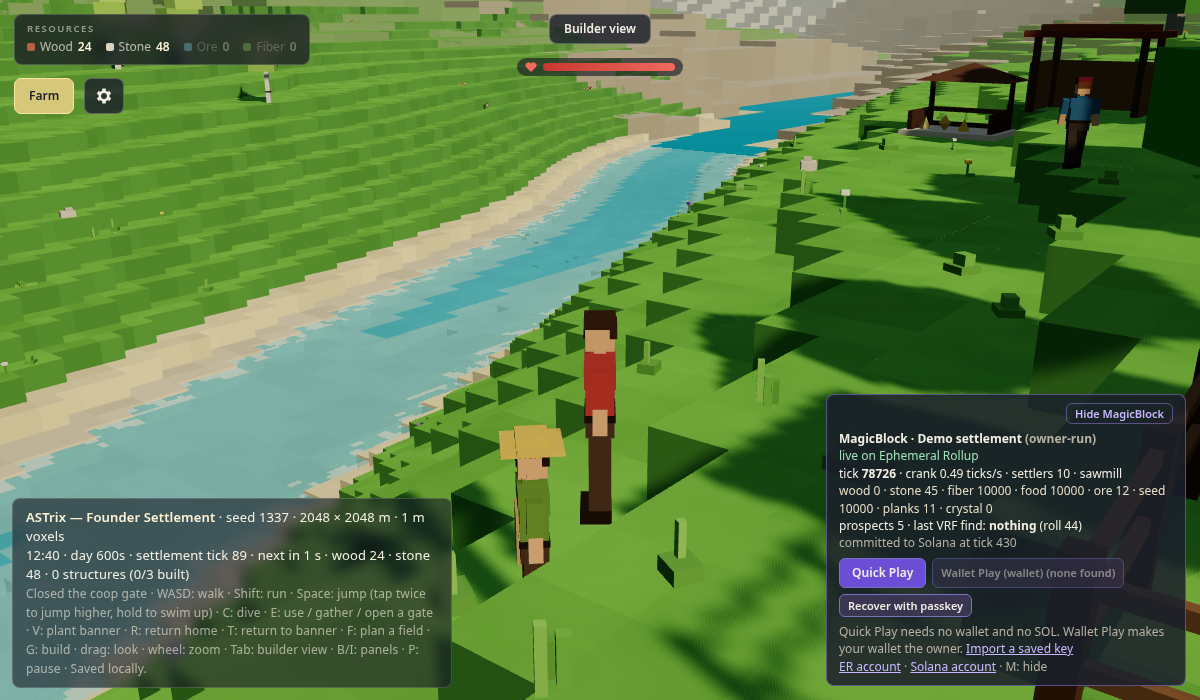 RESOURCES
Wood 24 Stone 48 Ore 0 Fiber 0
Builder view
Farm
Hide MagicBlock
MagicBlock · Demo settlement (owner-run)
live on Ephemeral Rollup
tick 78726 · crank 0.49 ticks/s · settlers 10 · sawmill
wood 0 · stone 45 · fiber 10000 · food 10000 · ore 12 · seed
10000 · planks 11 · crystal 0
prospects 5 · last VRF find: nothing (roll 44)
committed to Solana at tick 430
Quick Play
Wallet Play (wallet) (none found)
Recover with passkey
Quick Play needs no wallet and no SOL. Wallet Play makes
your wallet the owner. Import a saved key
ER account · Solana account · M: hide
ASTrix — Founder Settlement · seed 1337 · 2048 × 2048 m · 1 m
voxels
12:40 · day 600s · settlement tick 89 · next in 1 s · wood 24 · stone
48 · 0 structures (0/3 built)
Closed the coop gate · WASD: walk · Shift: run · Space: jump (tap twice
to jump higher, hold to swim up) · C: dive · E: use / gather / open a gate
· V: plant banner · R: return home · T: return to banner · F: plan a field ·
G: build · drag: look · wheel: zoom · Tab: builder view · B/I: panels · P:
pause · Saved locally.